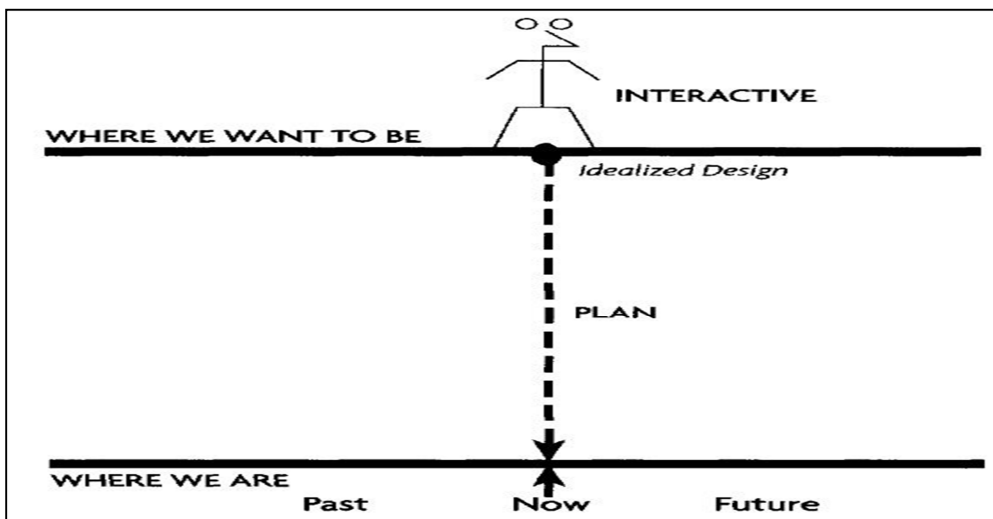 INTERACTIVE
WHERE WE WANT TO BE
Idealized Design
PLAN
WHERE WE ARE
Past Now Future